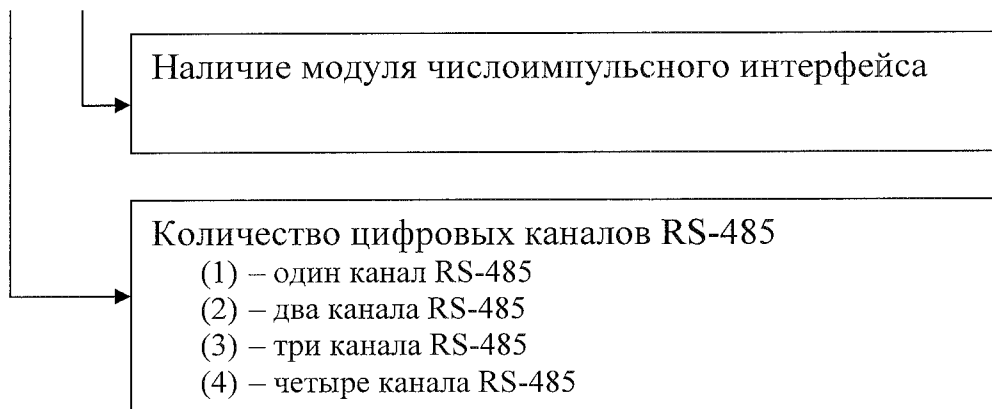 Наличие модуля числоимпульсного интерфейса
Количество цифровых каналов RS-485
(1) – один канал RS-485
(2) – два канала RS-485
(3) – три канала RS-485
(4) – четыре канала RS-485